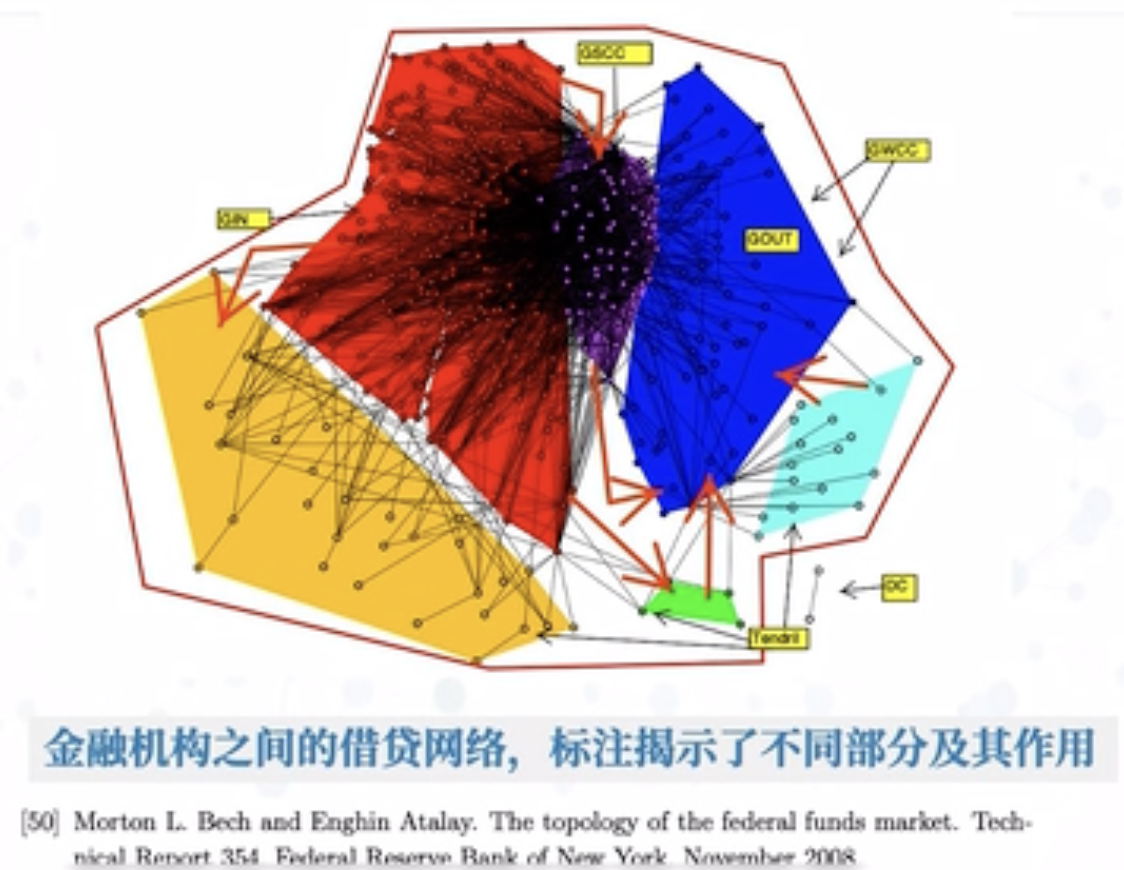 GSCC
GWCC
GIN
GOUT
DC
Tendril
金融机构之间的借贷网络，标注揭示了不同部分及其作用
[50] Morton L. Bech and Enghin Atalay. The topology of the federal funds market. Tech-
nical Report 354, Federal Reserve Bank of New York, November 2008.